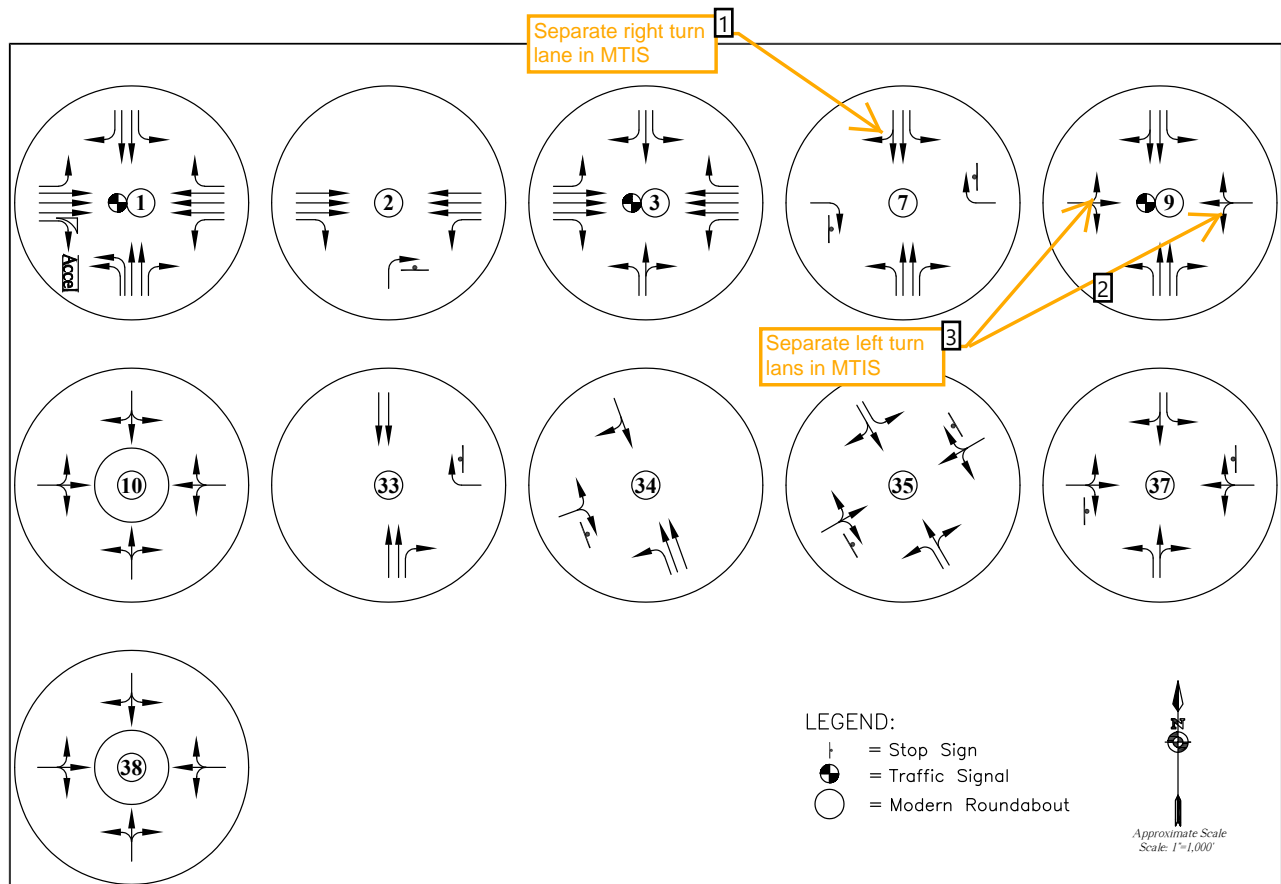 Separate right turn
lane in MTIS
1
1
2
3
7
9
Accel
2
Separate left turn
lans in MTIS
3
10
33
34
35
37
38
LEGEND:
= Stop Sign
= Traffic Signal
= Modern Roundabout
N
Approximate Scale
Scale: 1"=1,000'